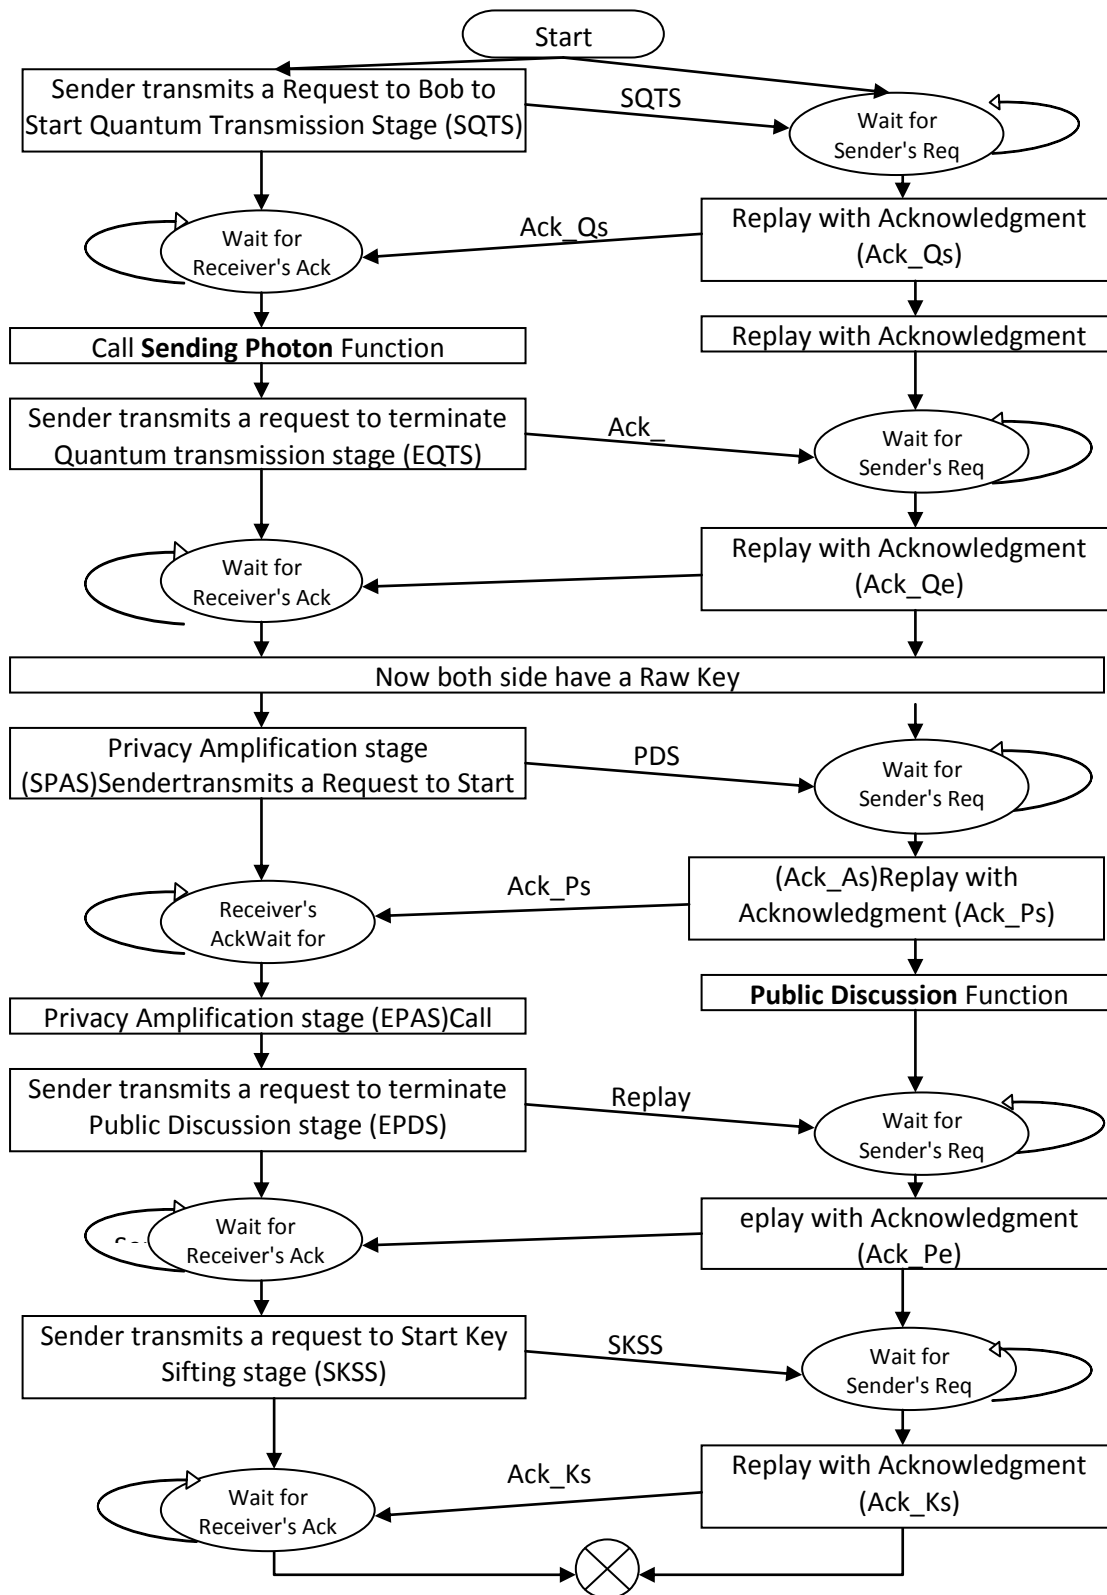 Start
Sender transmits a Request to Bob to
Start Quantum Transmission Stage (SQTS)
SQTS
Wait for
Sender's Req
Wait for
Receiver's Ack
Ack_Qs
Replay with Acknowledgment
(Ack_Qs)
Call Sending Photon Function
Replay with Acknowledgment
Sender transmits a request to terminate
Quantum transmission stage (EQTS)
Ack_
Wait for
Sender's Req
Wait for
Receiver's Ack
Replay with Acknowledgment
(Ack_Qe)
Now both side have a Raw Key
Privacy Amplification stage
(SPAS)Sendertransmits a Request to Start
PDS
Wait for
Sender's Req
Receiver's
AckWait for
Ack_Ps
(Ack_As)Replay with
Acknowledgment (Ack_Ps)
Privacy Amplification stage (EPAS)Call
Public Discussion Function
Sender transmits a request to terminate
Public Discussion stage (EPDS)
Replay
Wait for
Sender's Req
Wait for
Receiver's Ack
eplay with Acknowledgment
(Ack_Pe)
Sender transmits a request to Start Key
Sifting stage (SKSS)
SKSS
Wait for
Sender's Req
Wait for
Receiver's Ack
Ack_Ks
Replay with Acknowledgment
(Ack_Ks)